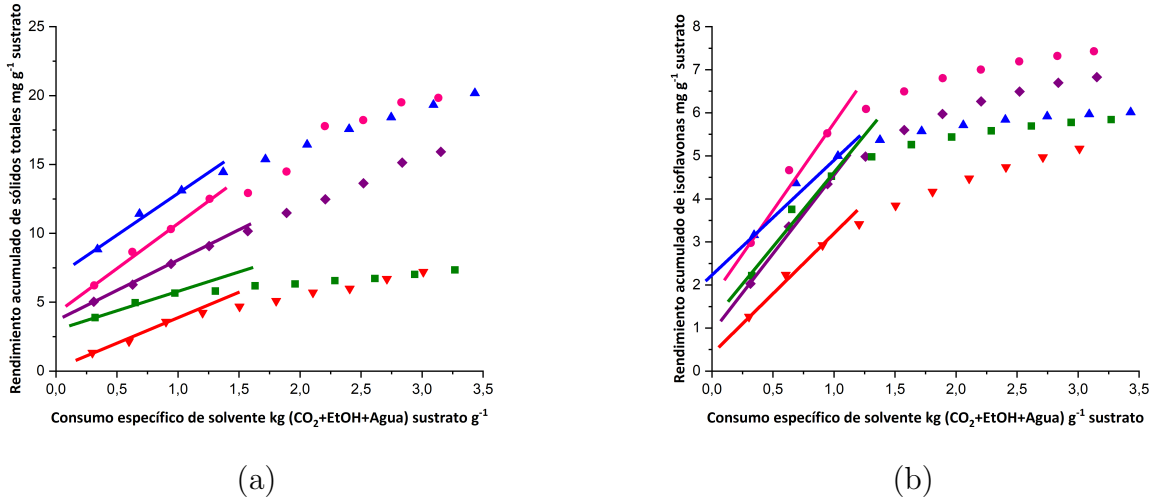 Rendimiento acumulado de sólidos totales mg g⁻¹ sustrato
25
20
15
10
5
0
0,0 0,5 1,0 1,5 2,0 2,5 3,0 3,5
Consumo específico de solvente kg (CO₂+EtOH+Agua) sustrato g⁻¹
(a)
Rendimiento acumulado de isoflavonas mg g⁻¹ sustrato
8
7
6
5
4
3
2
1
0
0,0 0,5 1,0 1,5 2,0 2,5 3,0 3,5
Consumo específico de solvente kg (CO₂+EtOH+Agua) g⁻¹ sustrato
(b)